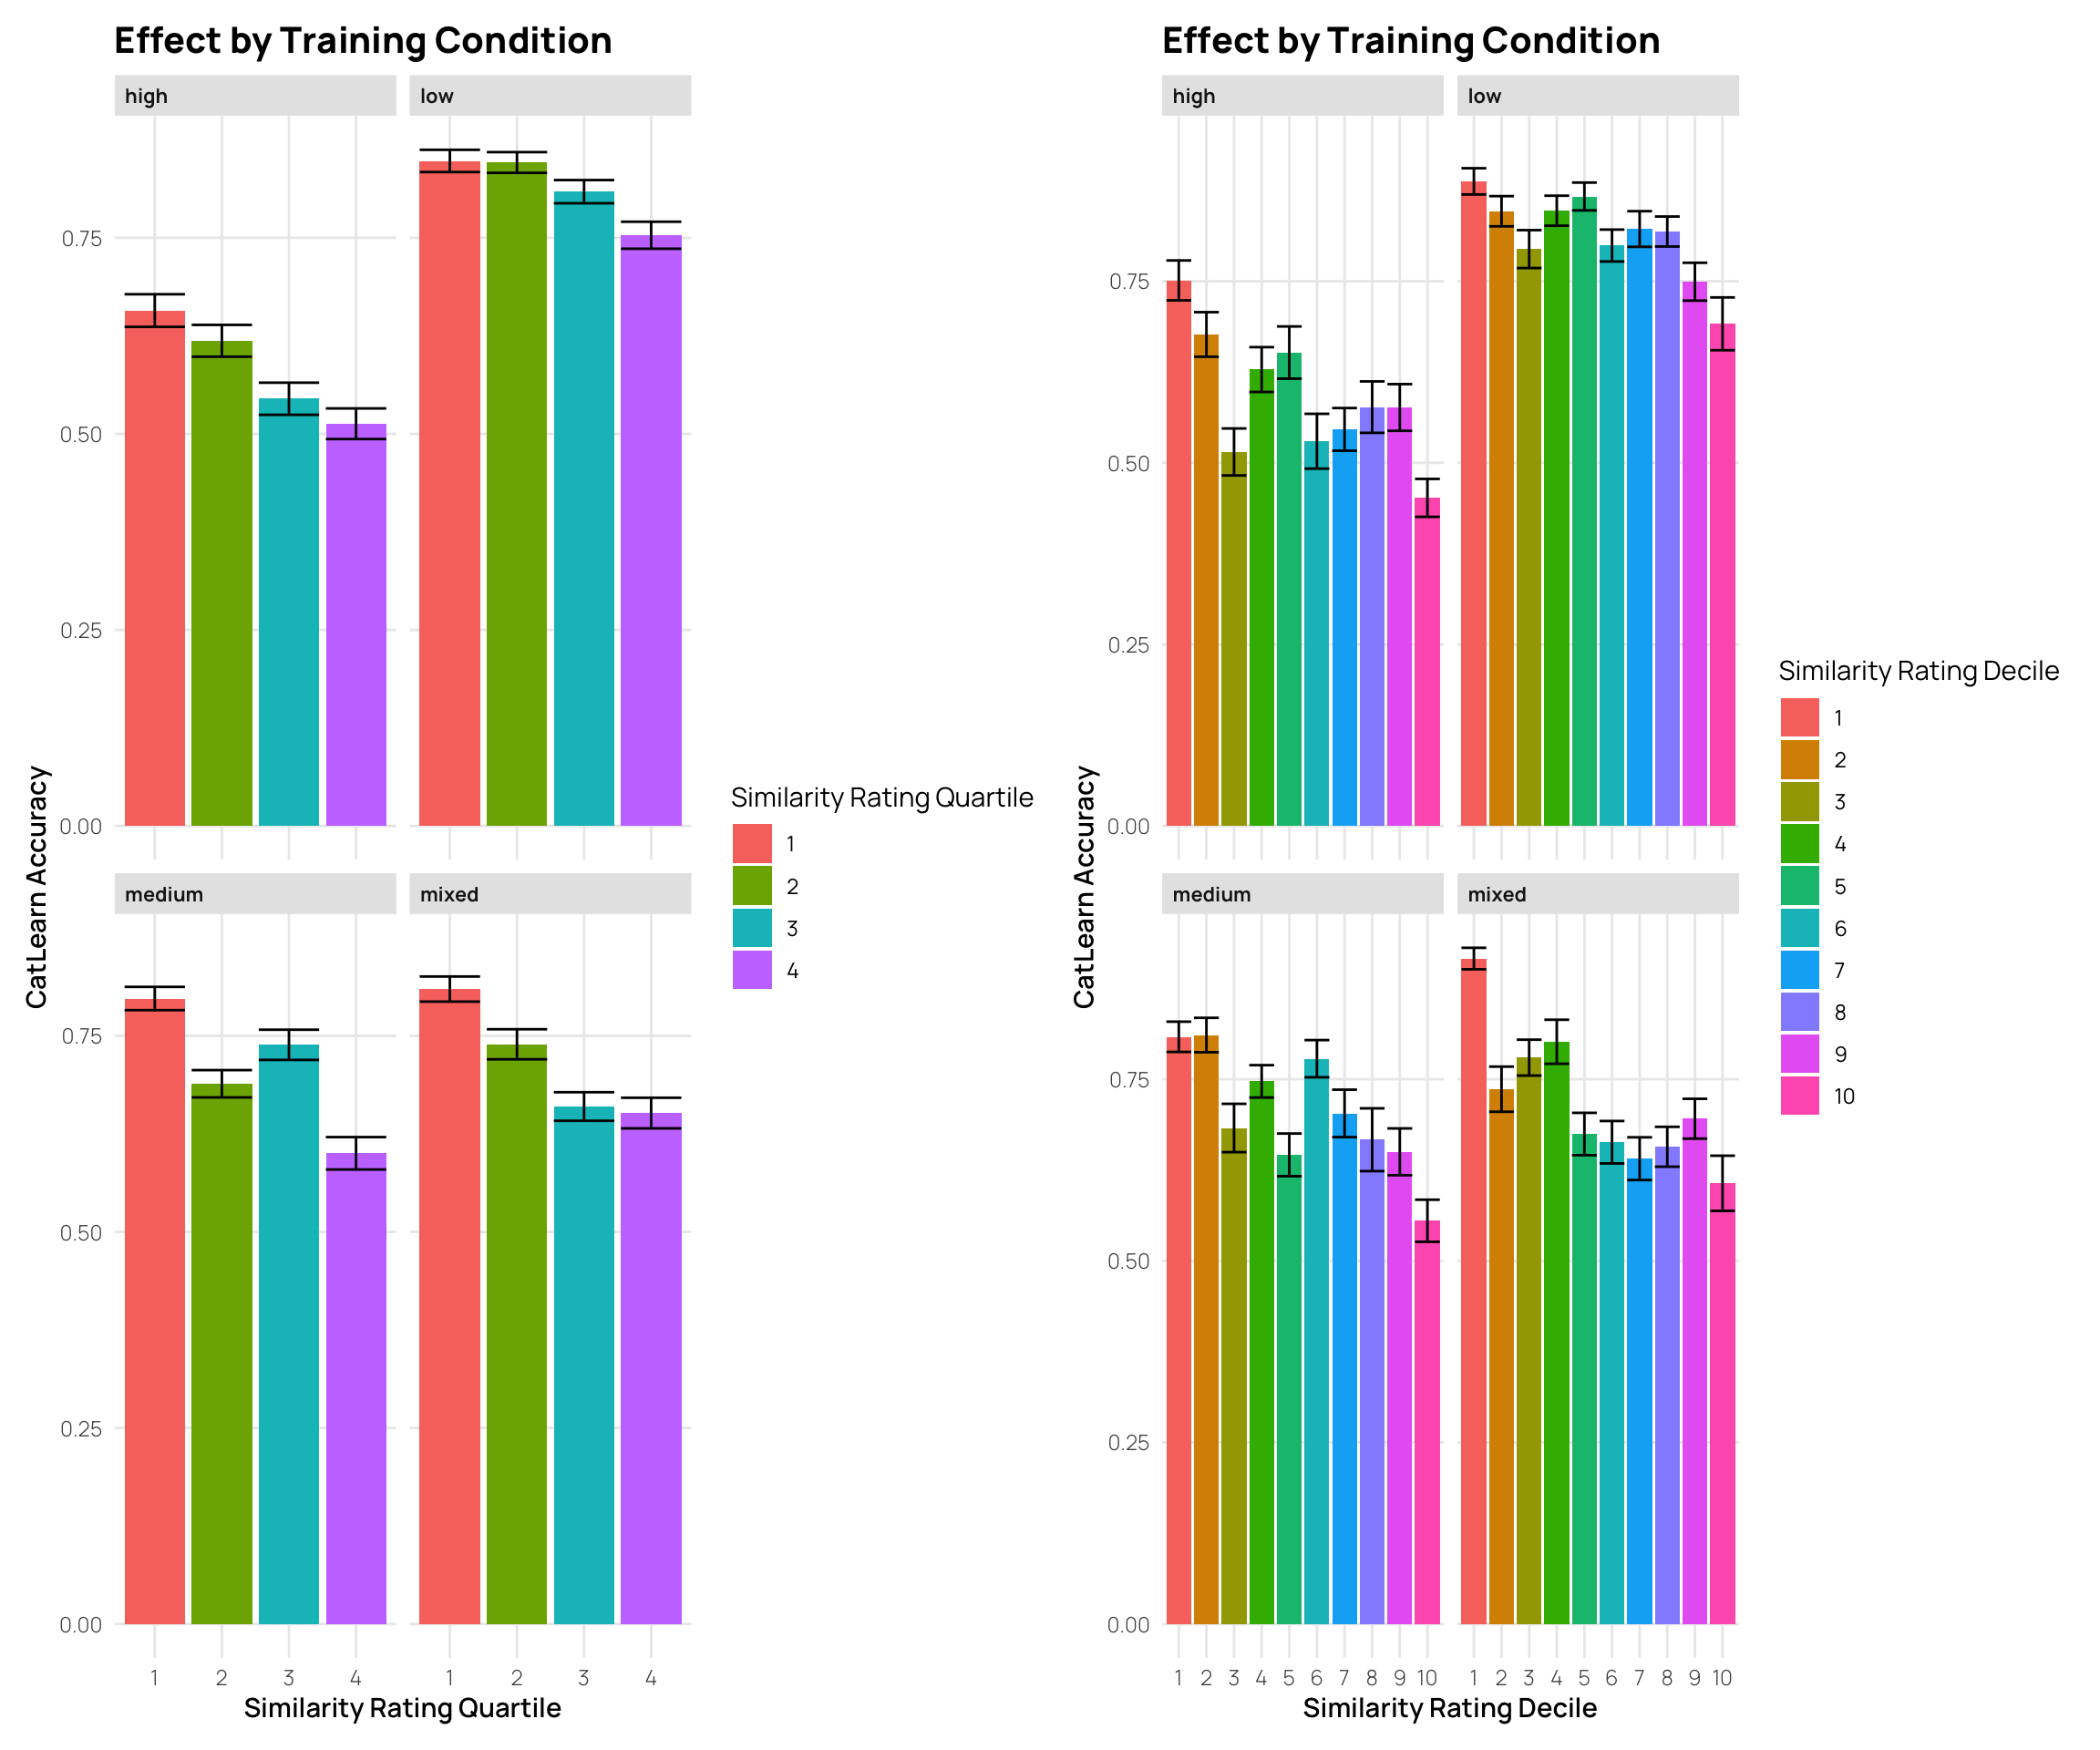 Effect by Training Condition
high low
0.75
0.50
0.25
0.00
medium mixed
0.75
0.50
0.25
0.00
1 2 3 4 1 2 3 4
Similarity Rating Quartile
CatLearn Accuracy
Similarity Rating Quartile
1
2
3
4
Effect by Training Condition
high low
0.75
0.50
0.25
0.00
medium mixed
0.75
0.50
0.25
0.00
1 2 3 4 5 6 7 8 9 10 1 2 3 4 5 6 7 8 9 10
Similarity Rating Decile
CatLearn Accuracy
Similarity Rating Decile
1
2
3
4
5
6
7
8
9
10